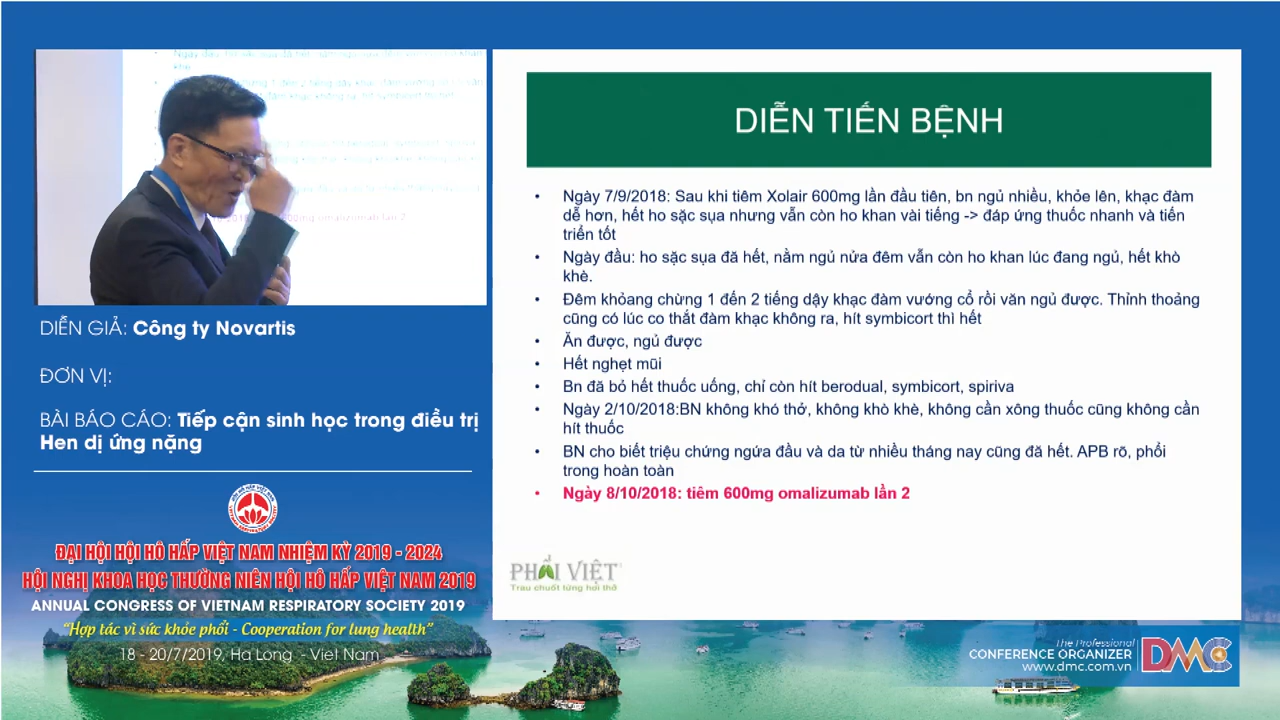 DIỄN TIẾN BỆNH
• Ngày 7/9/2018: Sau khi tiêm Xolair 600mg lần đầu tiên, bn ngủ nhiều, khỏe lên, khạc đàm
dễ hơn, hết ho sặc sụa nhưng vẫn còn ho khan vài tiếng -> đáp ứng thuốc nhanh và tiến
triển tốt
• Ngày đầu: ho sặc sụa đã hết, nằm ngủ nửa đêm vẫn còn ho khan lúc đang ngủ, hết khò
khè.
• Đêm khoảng chừng 1 đến 2 tiếng dậy khạc đàm vướng cổ rồi văn ngủ được. Thỉnh thoảng
cũng có lúc co thắt đàm khạc không ra, hít symbicort thì hết
• Ăn được, ngủ được
• Hết nghẹt mũi
• Bn đã bỏ hết thuốc uống, chỉ còn hít berodual, symbicort, spiriva
• Ngày 2/10/2018:BN không khó thở, không khò khè, không cần xông thuốc cũng không cần
hít thuốc
• BN cho biết triệu chứng ngứa đầu và da từ nhiều tháng nay cũng đã hết. APB rõ, phổi
trong hoàn toàn
• Ngày 8/10/2018: tiêm 600mg omalizumab lần 2
PHỔI VIỆT
Trau chuốt từng hơi thở
DIỄN GIẢ: Công ty Novartis
ĐƠN VỊ:
BÀI BÁO CÁO: Tiếp cận sinh học trong điều trị
Hen dị ứng nặng
ĐẠI HỘI HỘI HÔ HẤP VIỆT NAM NHIỆM KỲ 2019 - 2024
HỘI NGHỊ KHOA HỌC THƯỜNG NIÊN HỘI HÔ HẤP VIỆT NAM 2019
ANNUAL CONGRESS OF VIETNAM RESPIRATORY SOCIETY 2019
"Hợp tác vì sức khỏe phổi - Cooperation for lung health"
18 - 20/7/2019, Ha Long - Viet Nam
The Professional
CONFERENCE ORGANIZER
www.dmc.com.vn
DMC